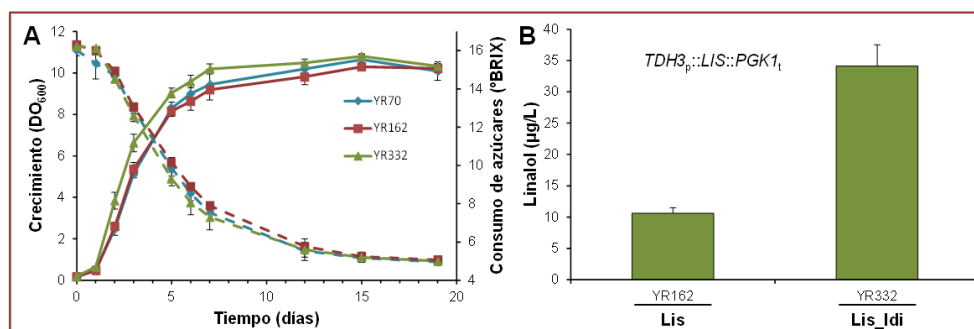 A
Crecimiento (DO600)
12
10
8
6
4
2
0
0
5
10
15
20
Tiempo (días)
16
14
12
10
8
6
4
Consumo de azúcares (°BRIX)
YR70
YR162
YR332
B
Linalol (µg/L)
40
35
30
25
20
15
10
5
0
TDH3p::LIS::PGK1t
YR162
YR332
Lis
Lis_Idi